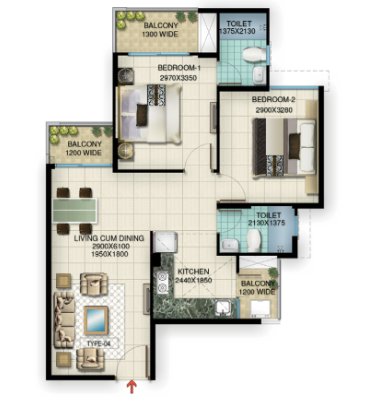 BALCONY
1300 WIDE
TOILET
1375X2130
BEDROOM-1
2970X3350
BEDROOM-2
2900X3260
BALCONY
1200 WIDE
TOILET
2130X1375
LIVING CUM DINING
2900X6100
1950X1800
KITCHEN
2440X1850
BALCONY
1200 WIDE
TYPE-04